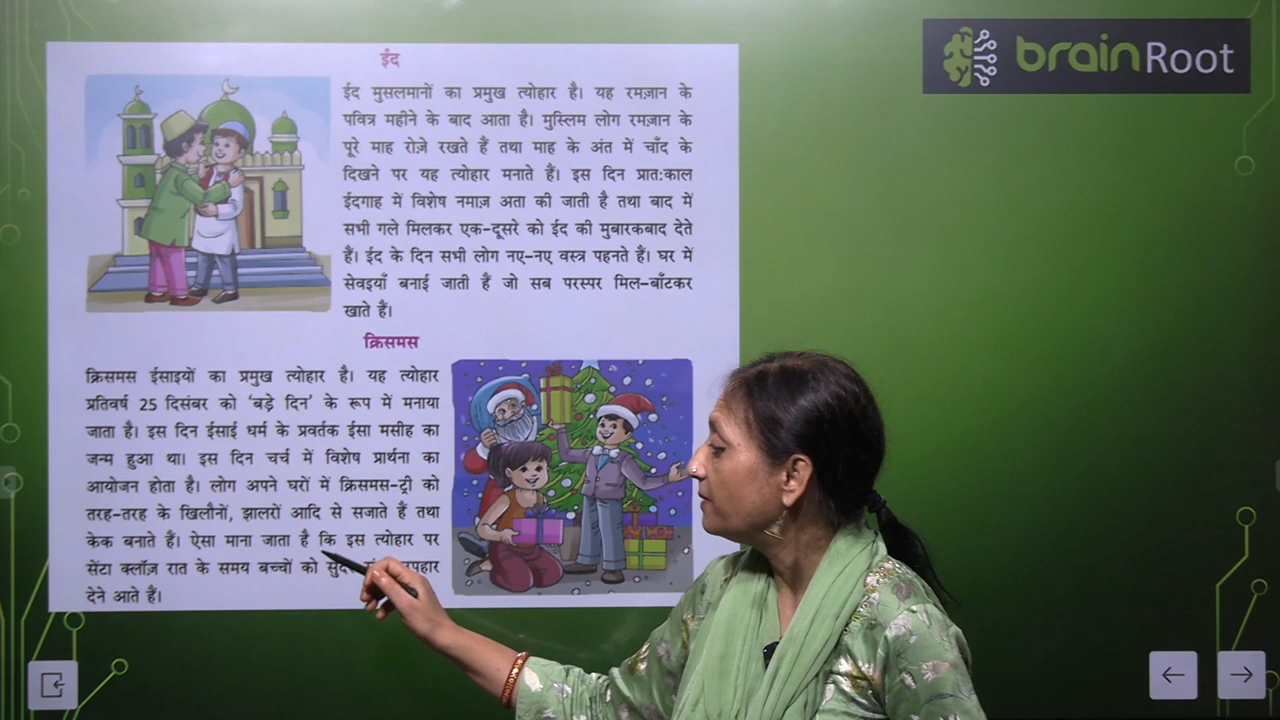 brainRoot
ईद
ईद मुसलमानों का प्रमुख त्योहार है। यह रमज़ान के
पवित्र महीने के बाद आता है। मुस्लिम लोग रमज़ान के
पूरे माह रोज़े रखते हैं तथा माह के अंत में चाँद के
दिखने पर यह त्योहार मनाते हैं। इस दिन प्रात:काल
ईदगाह में विशेष नमाज़ अता की जाती है तथा बाद में
सभी गले मिलकर एक-दूसरे को ईद की मुबारकबाद देते
हैं। ईद के दिन सभी लोग नए-नए वस्त्र पहनते हैं। घर में
सेवइयाँ बनाई जाती हैं जो सब परस्पर मिल-बाँटकर
खाते हैं।
क्रिसमस
क्रिसमस ईसाइयों का प्रमुख त्योहार है। यह त्योहार
प्रतिवर्ष 25 दिसंबर को ‘बड़े दिन’ के रूप में मनाया
जाता है। इस दिन ईसाई धर्म के प्रवर्तक ईसा मसीह का
जन्म हुआ था। इस दिन चर्च में विशेष प्रार्थना का
आयोजन होता है। लोग अपने घरों में क्रिसमस-ट्री को
तरह-तरह के खिलौनों, झालरों आदि से सजाते हैं तथा
केक बनाते हैं। ऐसा माना जाता है कि इस त्योहार पर
सेंटा क्लॉज़ रात के समय बच्चों को
देने आते हैं।